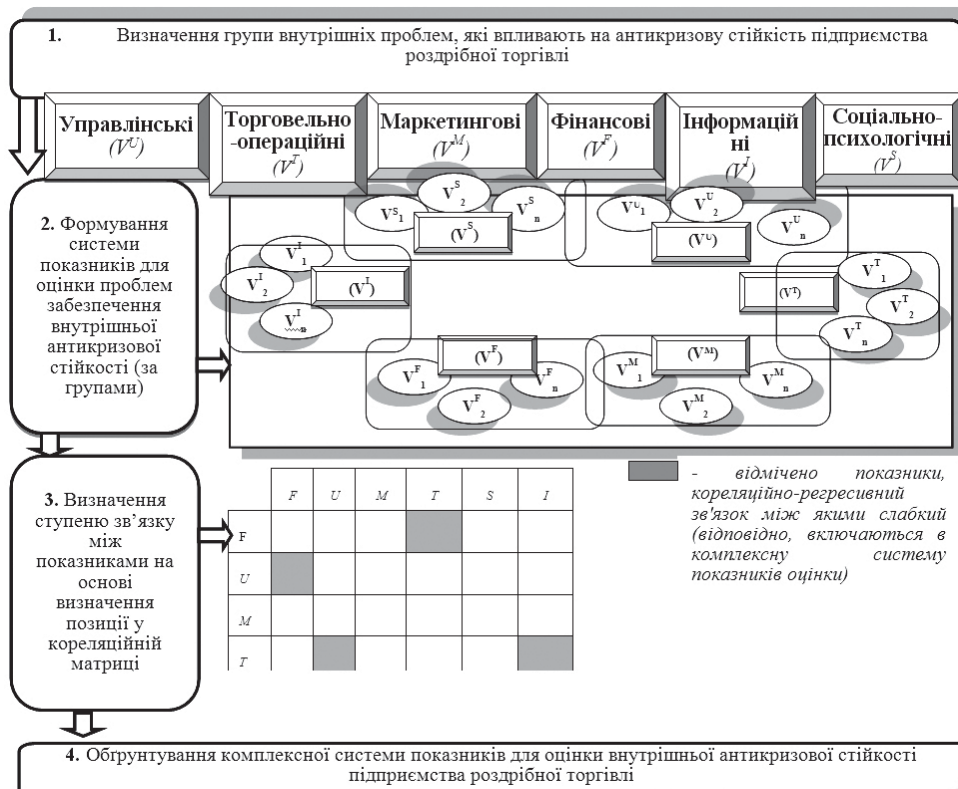 1. Визначення групи внутрішніх проблем, які впливають на антикризову стійкість підприємства
роздрібної торгівлі
Управлінські
(V^U)
Торговельно
-операційні
(V^T)
Маркетингові
(V^M)
Фінансові
(V^F)
Інформацій
ні
(V^I)
Соціально-
психологічні
(V^S)
2. Формування
системи
показників для
оцінки проблем
забезпечення
внутрішньої
антикризової
стійкості (за
групами)
V^S_1
V^S_2
V^S_n
(V^S)
V^U_1
V^U_2
V^U_n
(V^U)
V^I_1
V^I_2
V^I_n
(V^I)
V^T_1
V^T_2
V^T_n
(V^T)
V^F_1
V^F_2
V^F_n
(V^F)
V^M_1
V^M_2
V^M_n
(V^M)
3. Визначення
ступеню зв’язку
між
показниками на
основі
визначення
позиції у
кореляційній
матриці
F U M T S I
F
U
M
T
- відмічено показники,
кореляційно-регресивний
зв'язок між якими слабкий
(відповідно, включаються в
комплексну систему
показників оцінки)
4. Обґрунтування комплексної системи показників для оцінки внутрішньої антикризової стійкості
підприємства роздрібної торгівлі